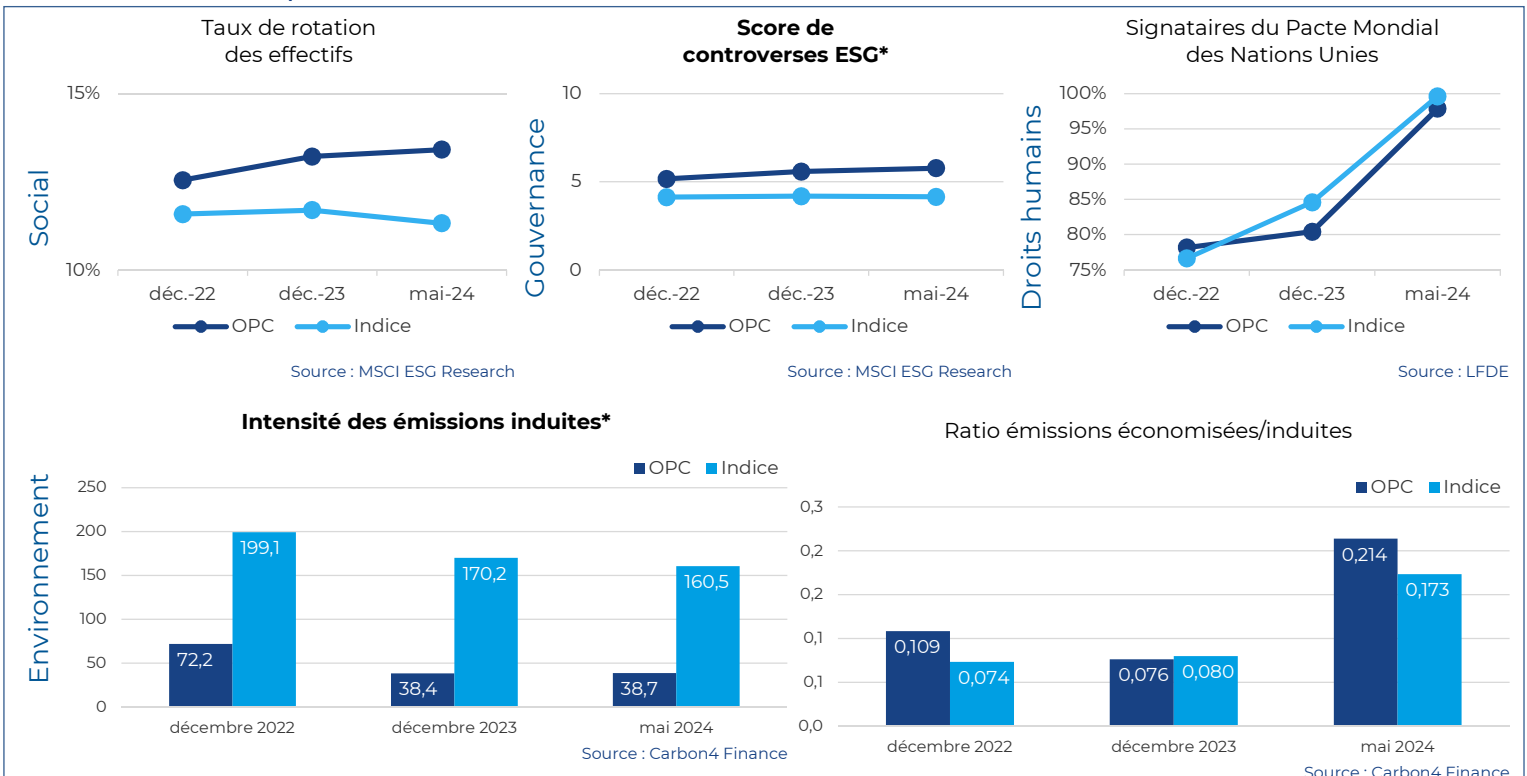 Taux de rotation
des effectifs
15%
10%
Social
déc.-22 déc.-23 mai-24
OPC Indice
Source : MSCI ESG Research
Score de
controverses ESG*
10
5
0
Gouvernance
déc.-22 déc.-23 mai-24
OPC Indice
Source : MSCI ESG Research
Signataires du Pacte Mondial
des Nations Unies
100%
95%
90%
85%
80%
75%
Droits humains
déc.-22 déc.-23 mai-24
OPC Indice
Source : LFDE
Intensité des émissions induites*
OPC Indice
Environnement
250
200
150
100
50
0
72,2 199,1
38,4 170,2
38,7 160,5
décembre 2022 décembre 2023 mai 2024
Source : Carbon4 Finance
Ratio émissions économisées/induites
OPC Indice
0,3
0,2
0,2
0,1
0,1
0,0
0,109 0,074
0,076 0,080
0,214 0,173
décembre 2022 décembre 2023 mai 2024
Source : Carbon4 Finance